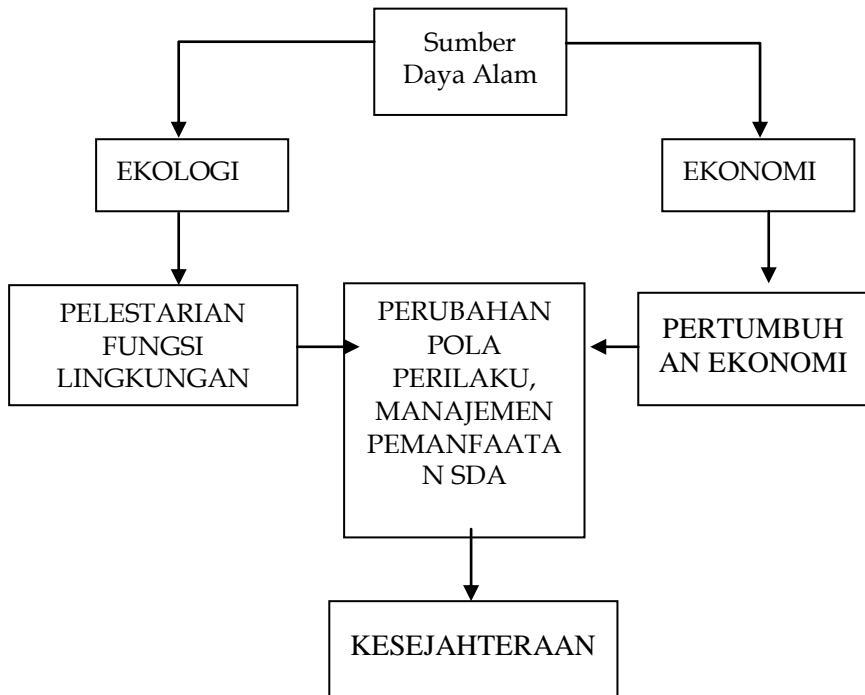 Sumber
Daya Alam
EKOLOGI
EKONOMI
PELESTARIAN
FUNGSI
LINGKUNGAN
PERUBAHAN
POLA
PERILAKU,
MANAJEMEN
PEMANFAATA
N SDA
PERTUMBUH
AN EKONOMI
KESEJAHTERAAN